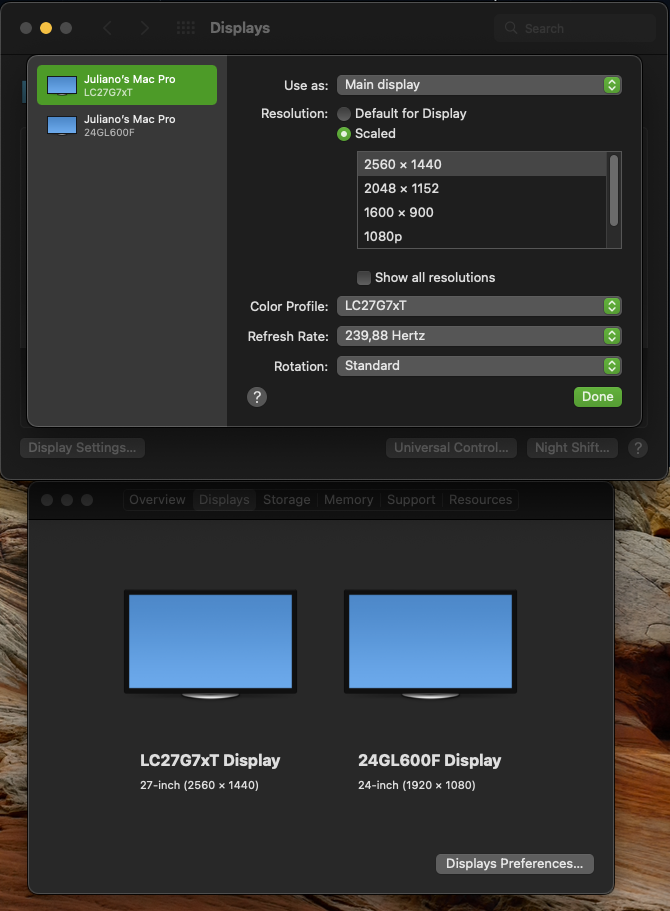 Displays
Search
Juliano's Mac Pro
LC27G7xT
Juliano's Mac Pro
24GL600F
Use as: Main display
Resolution: Default for Display
Scaled
2560 × 1440
2048 × 1152
1600 × 900
1080p
Show all resolutions
Color Profile: LC27G7xT
Refresh Rate: 239,88 Hertz
Rotation: Standard
? Done
Display Settings... Universal Control... Night Shift... ?
Overview Displays Storage Memory Support Resources
LC27G7xT Display
27-inch (2560 × 1440)
24GL600F Display
24-inch (1920 × 1080)
Displays Preferences...